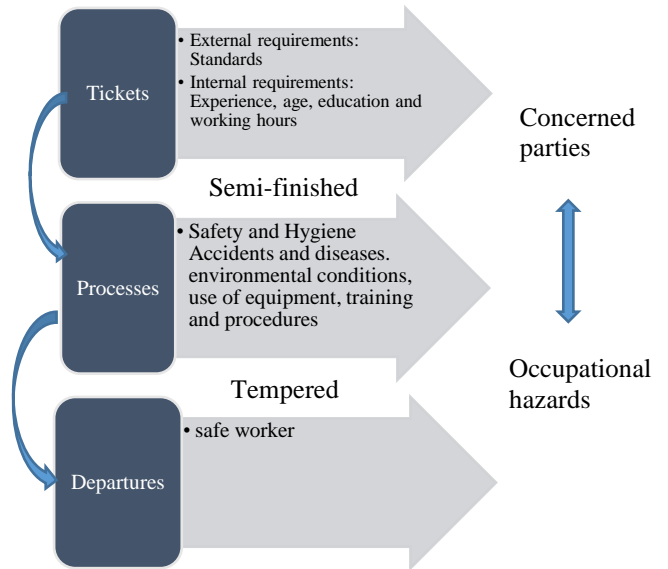 Tickets
• External requirements:
Standards
• Internal requirements:
Experience, age, education and
working hours
Semi-finished
Processes
• Safety and Hygiene
Accidents and diseases.
environmental conditions,
use of equipment, training
and procedures
Tempered
Departures
• safe worker
Concerned
parties
Occupational
hazards